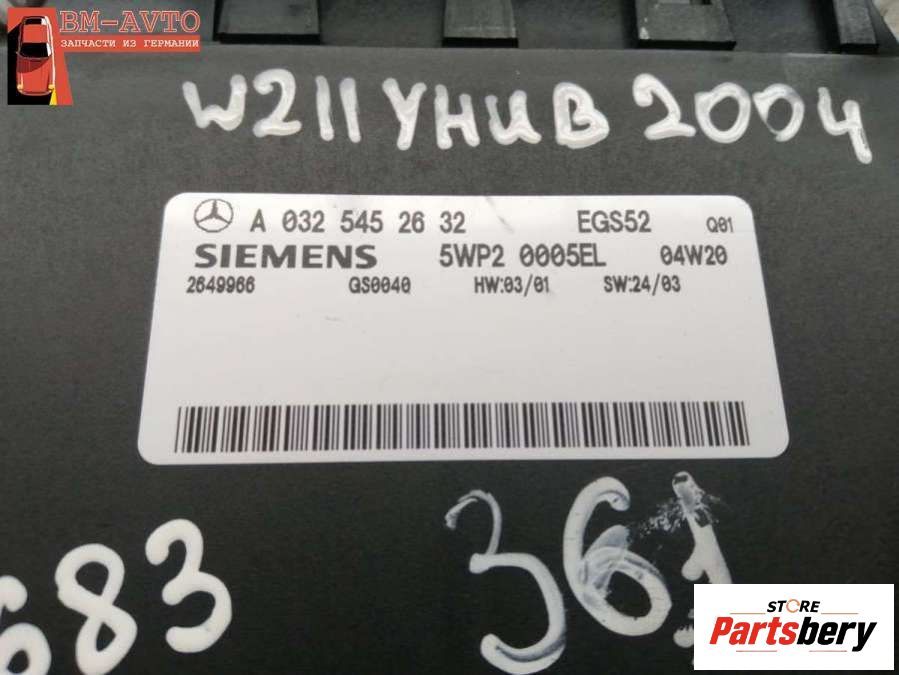 BM-AVTO
ЗАПЧАСТИ ИЗ ГЕРМАНИИ
W211 УНИВ 2004
A 032 545 26 32 EGS52 Q01
SIEMENS 5WP2 0005EL 04W20
2649966 GS0040 HW:03/01 SW:24/03
361
683
STORE
Partsbery